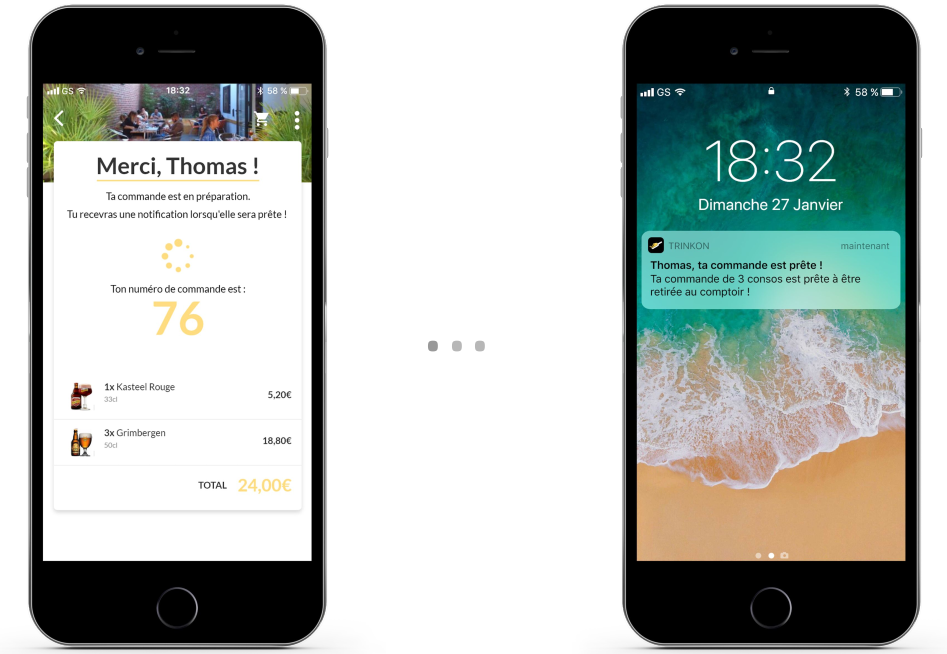 GS 18:32 58 %
Merci, Thomas !
Ta commande est en préparation.
Tu recevras une notification lorsqu'elle sera prête !
Ton numéro de commande est :
76
1x Kasteel Rouge 5,20€
33cl
3x Grimbergen 18,80€
50cl
TOTAL 24,00€
GS 58 %
18:32
Dimanche 27 Janvier
TRINKON maintenant
Thomas, ta commande est prête !
Ta commande de 3 consos est prête à être
retirée au comptoir !